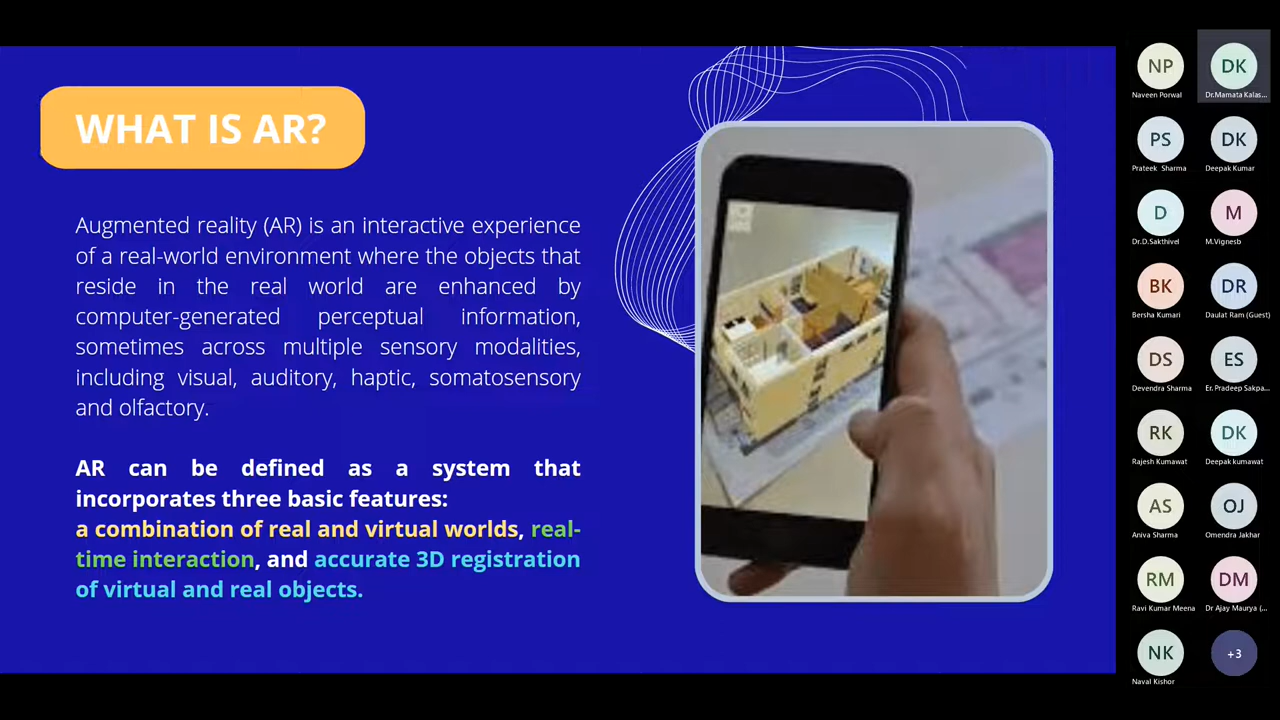 WHAT IS AR?
Augmented reality (AR) is an interactive experience
of a real-world environment where the objects that
reside in the real world are enhanced by
computer-generated perceptual information,
sometimes across multiple sensory modalities,
including visual, auditory, haptic, somatosensory
and olfactory.
AR can be defined as a system that
incorporates three basic features:
a combination of real and virtual worlds, real-
time interaction, and accurate 3D registration
of virtual and real objects.
NP DK
Naveen Porwal Dr.Mamata Kalas...
PS DK
Prateek Sharma Deepak Kumar
D M
Dr.D.Sakthivel M.Vignesb
BK DR
Bersha Kumari Daulat Ram (Guest)
DS ES
Devendra Sharma Er. Pradeep Sakpa...
RK DK
Rajesh Kumawat Deepak kumawat
AS OJ
Aniva Sharma Omendra Jakhar
RM DM
Ravi Kumar Meena Dr Ajay Maurya (...
NK +3
Naval Kishor